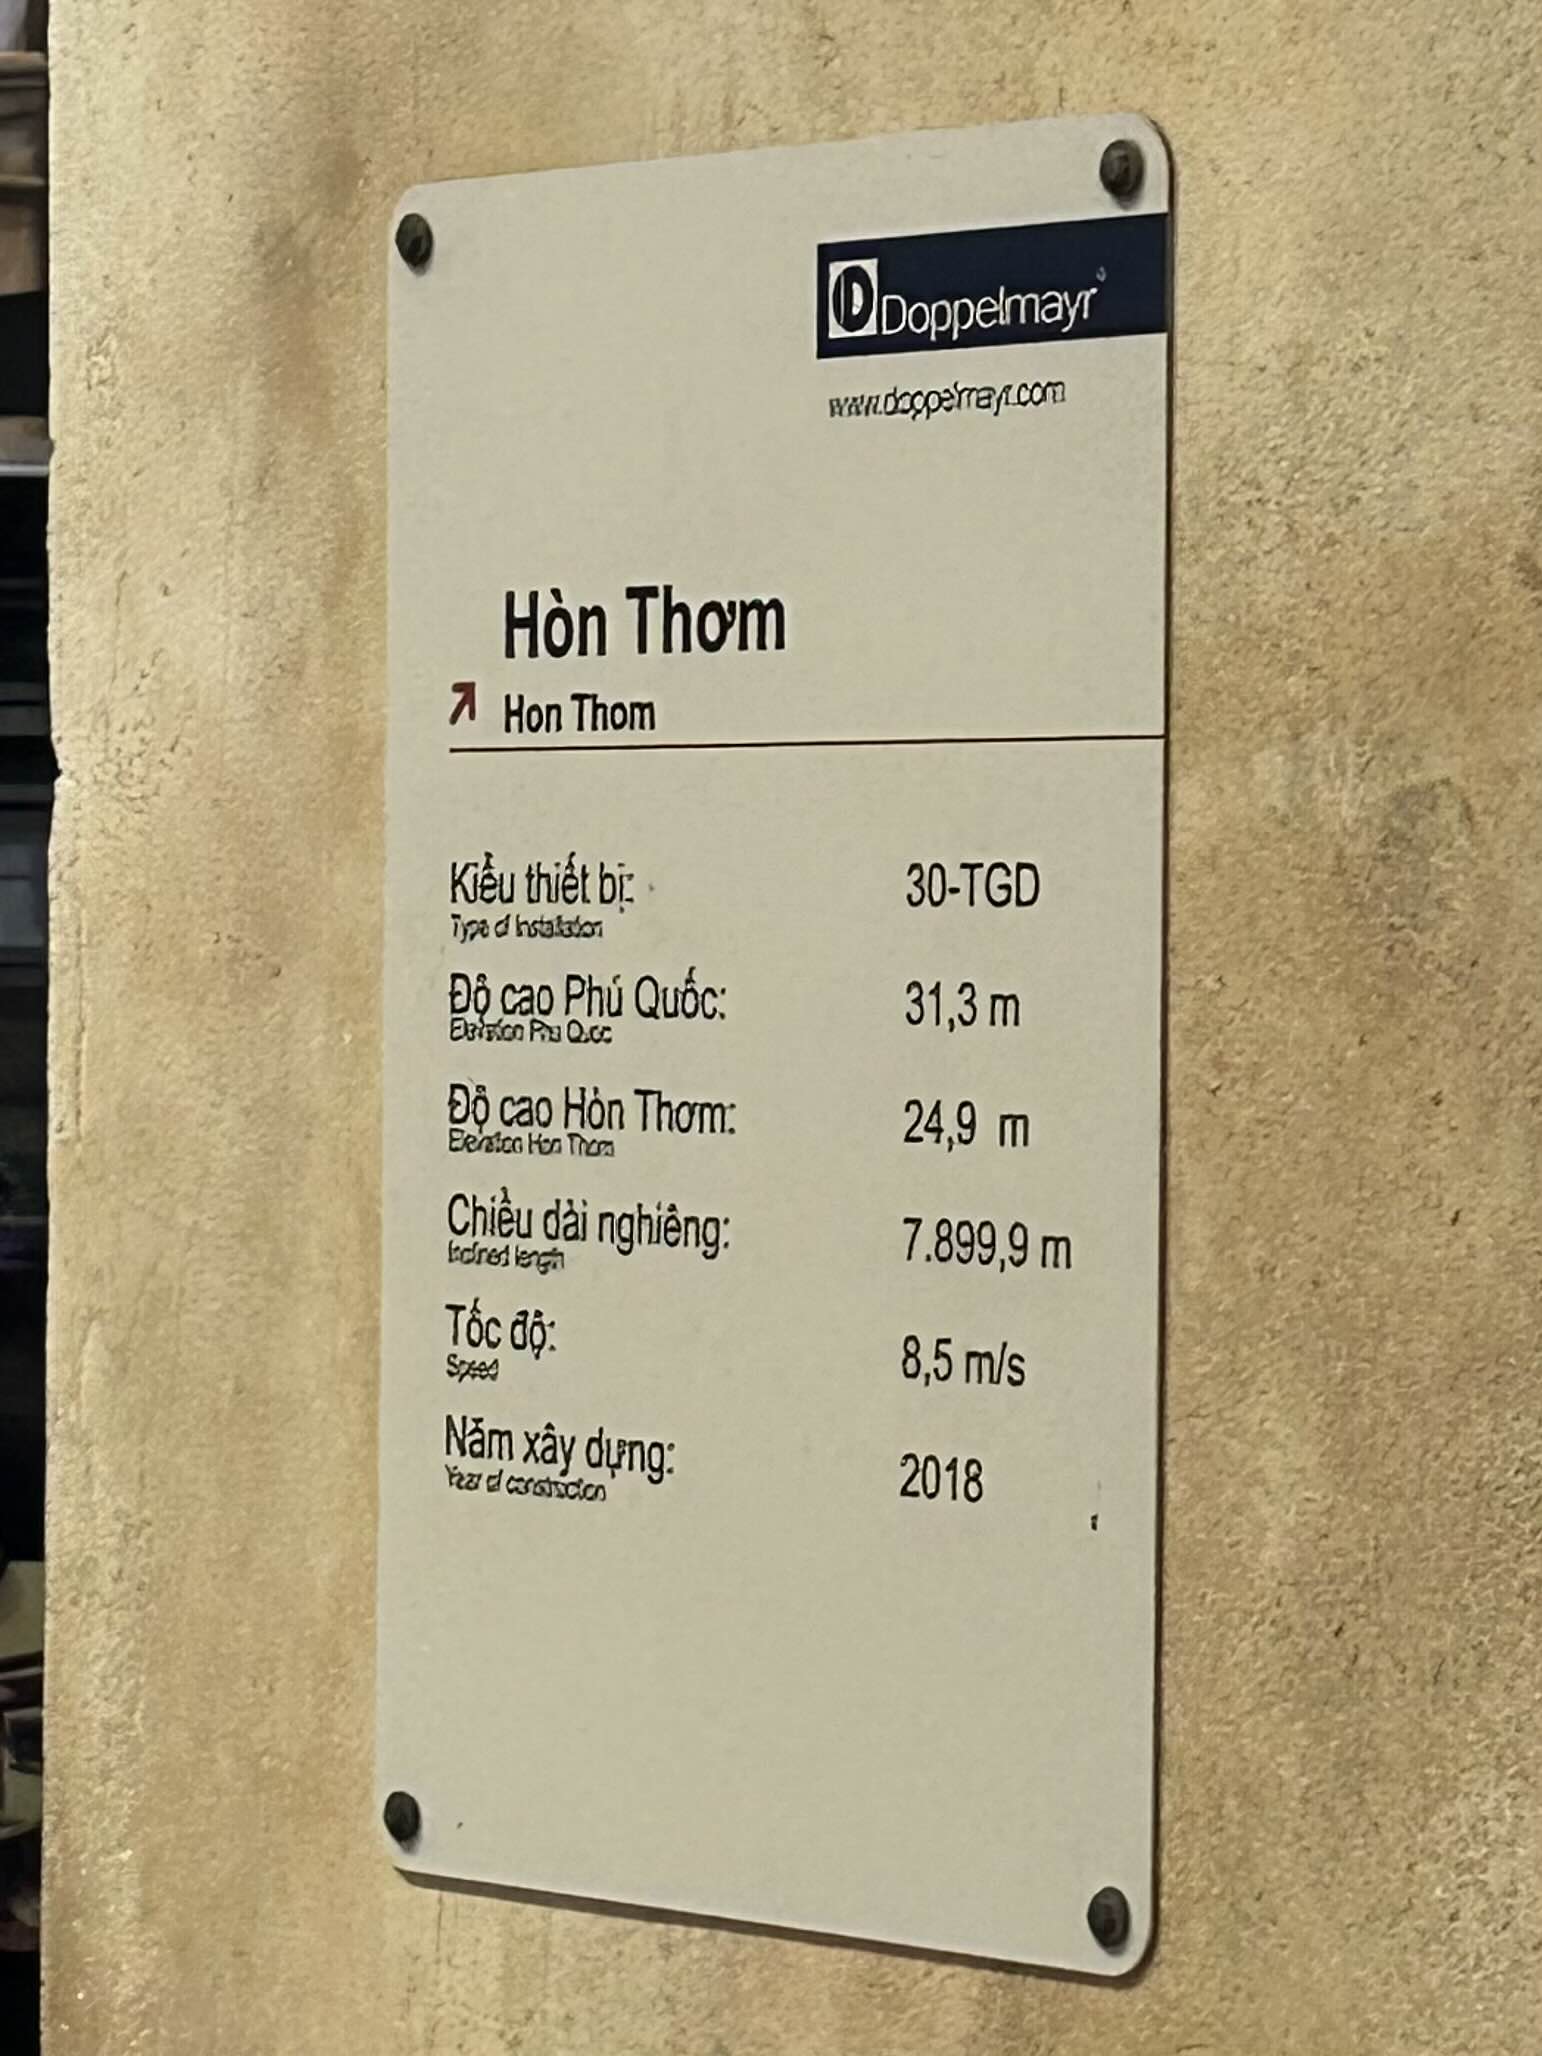 Doppelmayr
www.doppelmayr.com
Hòn Thơm
Hon Thom
Kiểu thiết bị: 30-TGD
Type of Installation
Độ cao Phú Quốc: 31,3 m
Elevation Phu Quoc
Độ cao Hòn Thơm: 24,9 m
Elevation Hon Thom
Chiều dài nghiêng: 7.899,9 m
Inclined length
Tốc độ: 8,5 m/s
Speed
Năm xây dựng: 2018
Year of construction